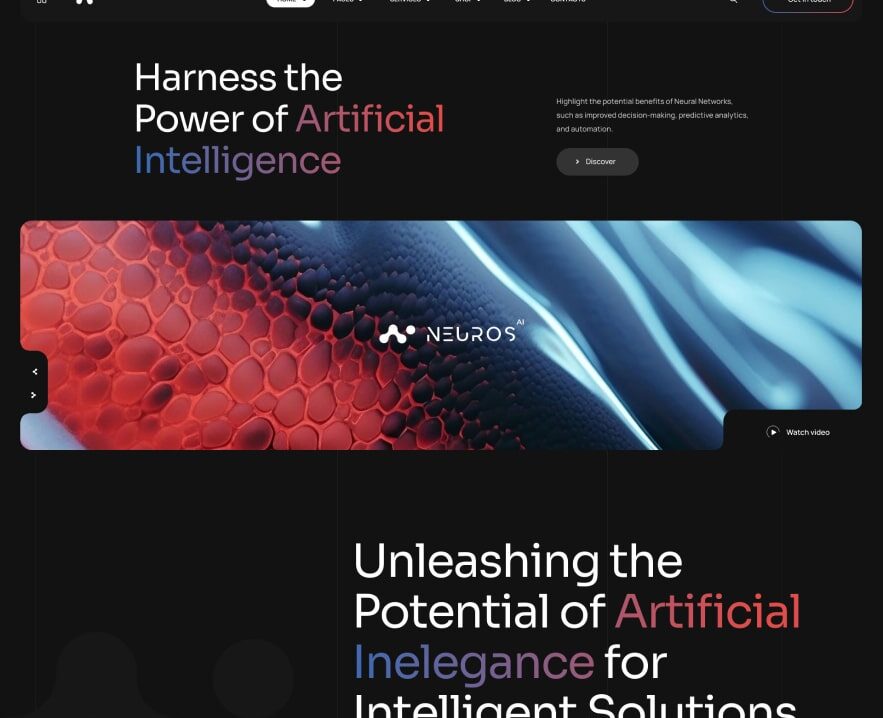 HOME PAGES SERVICES SHOP BLOG CONTACTS Get in touch
Harness the
Power of Artificial
Intelligence
Highlight the potential benefits of Neural Networks,
such as improved decision-making, predictive analytics,
and automation.
Discover
NEUROS AI
Watch video
Unleashing the
Potential of Artificial
Inelegance for
Intelligent Solutions